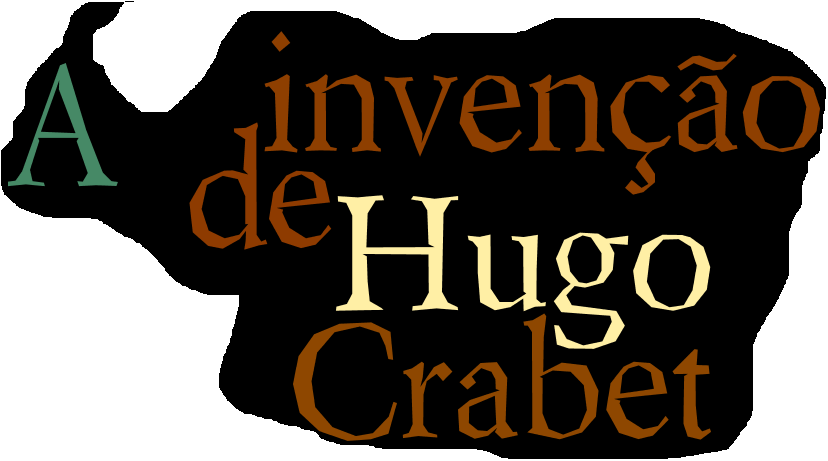 A invenção
de Hugo
Crabet